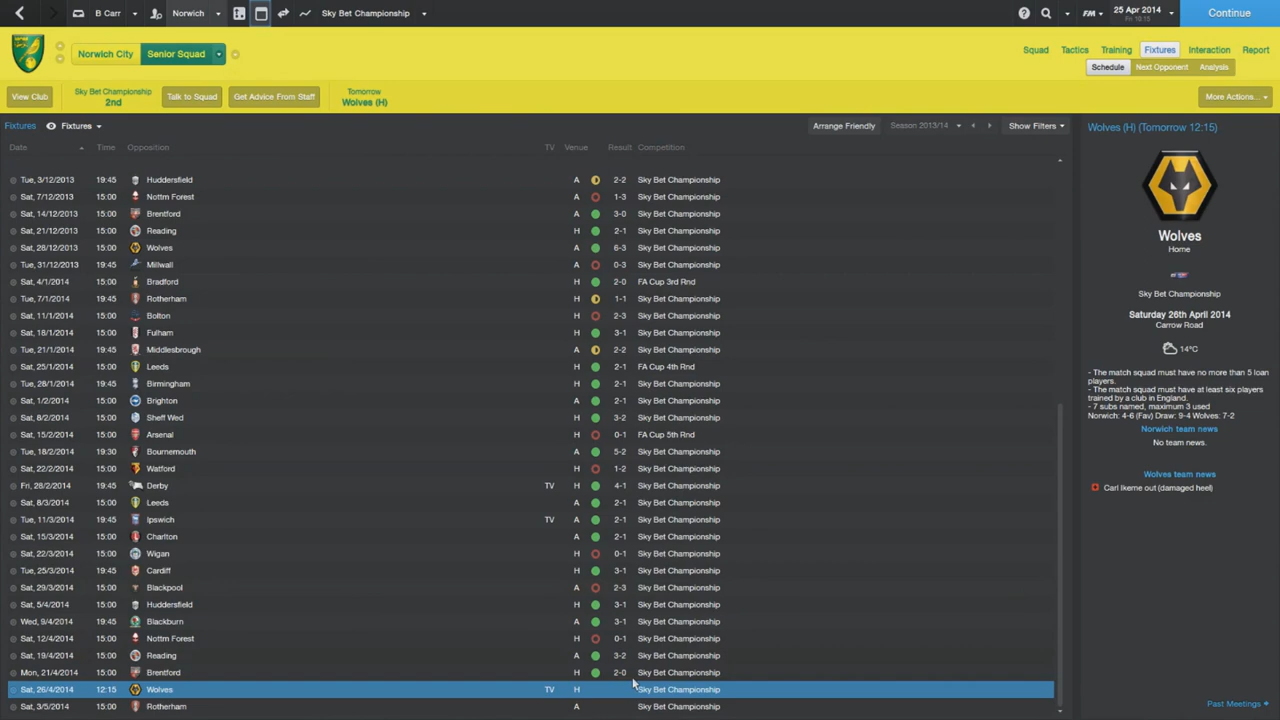 B Carr
Norwich
Sky Bet Championship
FM
25 Apr 2014
Fri 10:15
Continue
Norwich City
Senior Squad
Squad
Tactics
Training
Fixtures
Interaction
Report
Schedule
Next Opponent
Analysis
View Club
Sky Bet Championship
2nd
Talk to Squad
Get Advice From Staff
Tomorrow
Wolves (H)
More Actions...
Fixtures
Fixtures
Arrange Friendly
Season 2013/14
Show Filters
Date Time Opposition TV Venue Result Competition
Tue, 3/12/2013 19:45 Huddersfield A 2-2 Sky Bet Championship
Sat, 7/12/2013 15:00 Nottm Forest A 1-3 Sky Bet Championship
Sat, 14/12/2013 15:00 Brentford A 3-0 Sky Bet Championship
Sat, 21/12/2013 15:00 Reading H 2-1 Sky Bet Championship
Sat, 28/12/2013 15:00 Wolves A 6-3 Sky Bet Championship
Tue, 31/12/2013 19:45 Millwall A 0-3 Sky Bet Championship
Sat, 4/1/2014 15:00 Bradford H 2-0 FA Cup 3rd Rnd
Tue, 7/1/2014 19:45 Rotherham H 1-1 Sky Bet Championship
Sat, 11/1/2014 15:00 Bolton H 2-3 Sky Bet Championship
Sat, 18/1/2014 15:00 Fulham H 3-1 Sky Bet Championship
Tue, 21/1/2014 19:45 Middlesbrough A 2-2 Sky Bet Championship
Sat, 25/1/2014 15:00 Leeds H 2-1 FA Cup 4th Rnd
Tue, 28/1/2014 19:45 Birmingham H 2-1 Sky Bet Championship
Sat, 1/2/2014 15:00 Brighton A 2-1 Sky Bet Championship
Sat, 8/2/2014 15:00 Sheff Wed H 3-2 Sky Bet Championship
Sat, 15/2/2014 15:00 Arsenal H 0-1 FA Cup 5th Rnd
Tue, 18/2/2014 19:30 Bournemouth A 5-2 Sky Bet Championship
Sat, 22/2/2014 15:00 Watford H 1-2 Sky Bet Championship
Fri, 28/2/2014 19:45 Derby TV H 4-1 Sky Bet Championship
Sat, 8/3/2014 15:00 Leeds A 2-1 Sky Bet Championship
Tue, 11/3/2014 19:45 Ipswich TV A 2-1 Sky Bet Championship
Sat, 15/3/2014 15:00 Charlton A 2-1 Sky Bet Championship
Sat, 22/3/2014 15:00 Wigan H 0-1 Sky Bet Championship
Tue, 25/3/2014 19:45 Cardiff H 3-1 Sky Bet Championship
Sat, 29/3/2014 15:00 Blackpool A 2-3 Sky Bet Championship
Sat, 5/4/2014 15:00 Huddersfield H 3-1 Sky Bet Championship
Wed, 9/4/2014 19:45 Blackburn A 3-1 Sky Bet Championship
Sat, 12/4/2014 15:00 Nottm Forest H 0-1 Sky Bet Championship
Sat, 19/4/2014 15:00 Reading A 3-2 Sky Bet Championship
Mon, 21/4/2014 15:00 Brentford H 2-0 Sky Bet Championship
Sat, 26/4/2014 12:15 Wolves TV H Sky Bet Championship
Sat, 3/5/2014 15:00 Rotherham A Sky Bet Championship
Wolves (H) (Tomorrow 12:15)
Wolves
Home
Sky Bet Championship
Saturday 26th April 2014
Carrow Road
14°C
- The match squad must have no more than 5 loan
players.
- The match squad must have at least six players
trained by a club in England.
- 7 subs named, maximum 3 used
Norwich: 4-6 (Fav) Draw: 9-4 Wolves: 7-2
Norwich team news
No team news.
Wolves team news
Carl Ikeme out (damaged heel)
Past Meetings